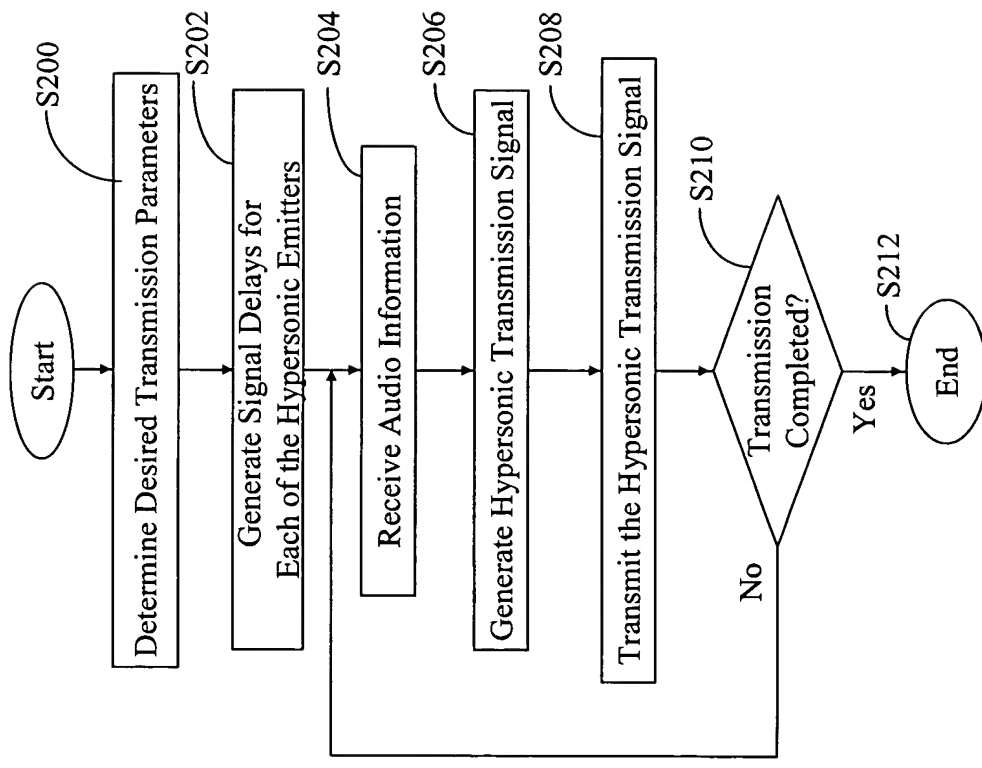 Start
S200
Determine Desired Transmission Parameters
S202
Generate Signal Delays for
Each of the Hypersonic Emitters
S204
Receive Audio Information
S206
Generate Hypersonic Transmission Signal
S208
Transmit the Hypersonic Transmission Signal
S210
Transmission
Completed?
No
Yes
S212
End